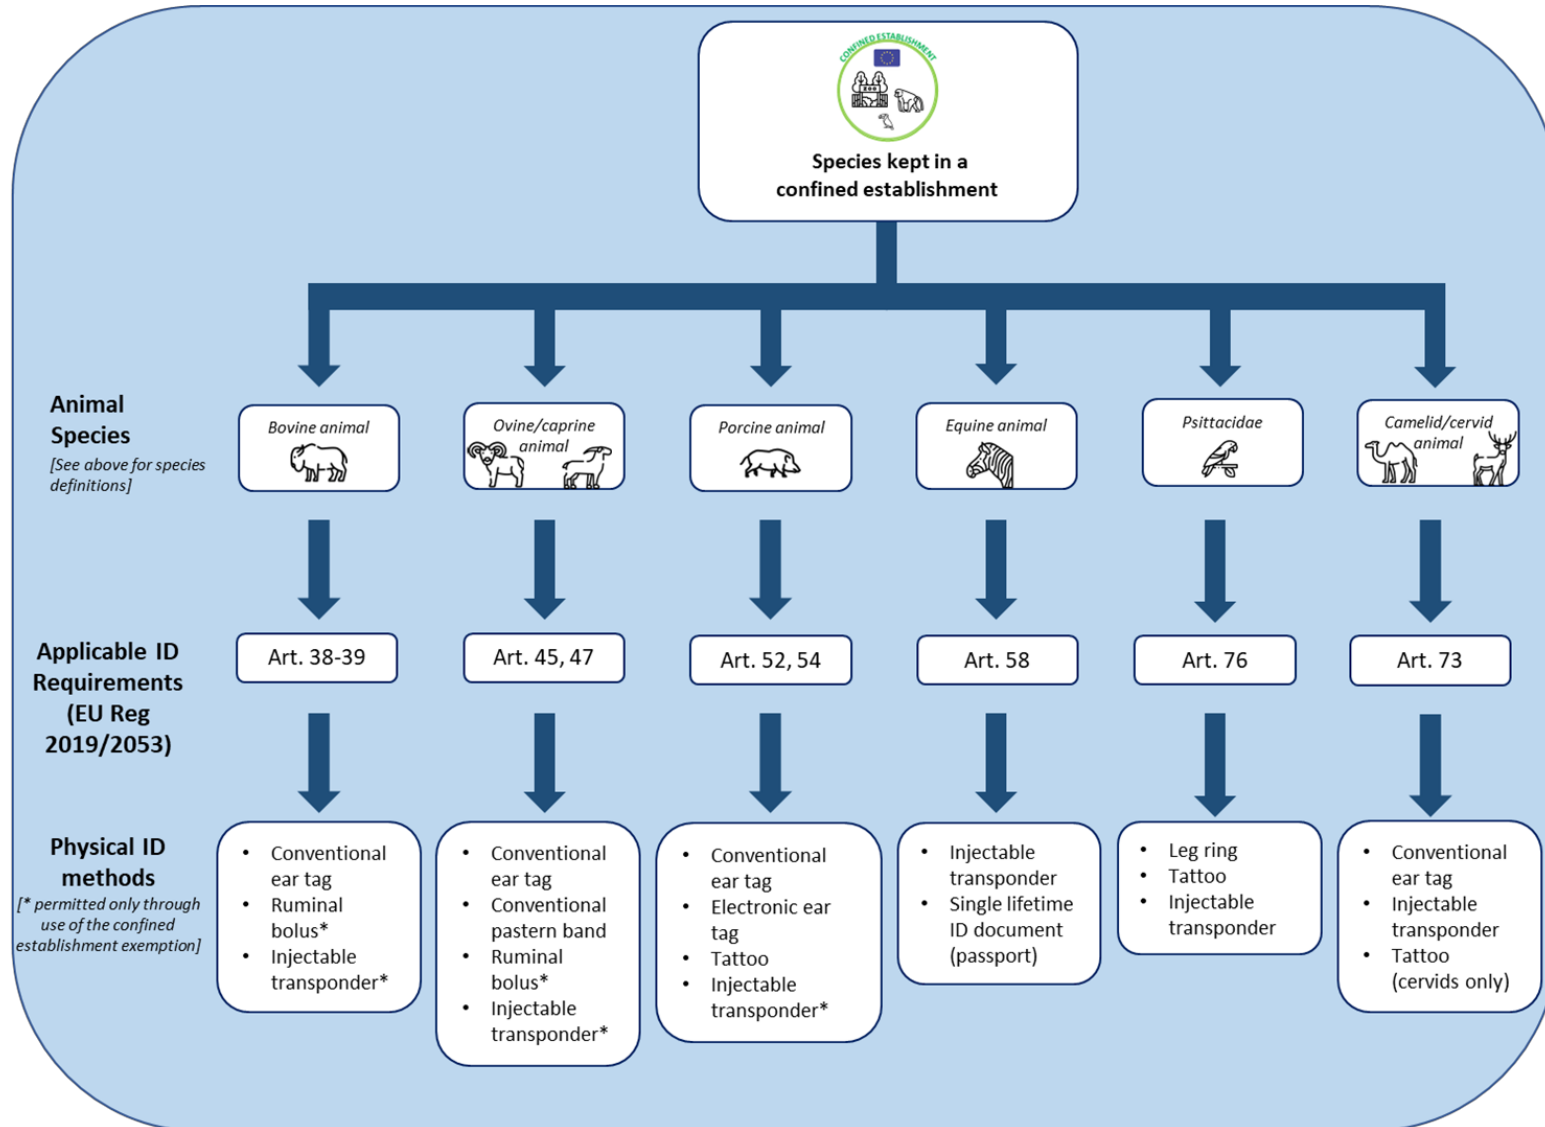 CONFINED ESTABLISHMENT
ZOO
Species kept in a
confined establishment
Animal
Species
[See above for species
definitions]
Bovine animal
Ovine/caprine
animal
Porcine animal
Equine animal
Psittacidae
Camelid/cervid
animal
Applicable ID
Requirements
(EU Reg
2019/2053)
Art. 38-39
Art. 45, 47
Art. 52, 54
Art. 58
Art. 76
Art. 73
Physical ID
methods
[* permitted only through
use of the confined
establishment exemption]
• Conventional
ear tag
• Ruminal
bolus*
• Injectable
transponder*
• Conventional
ear tag
• Conventional
pastern band
• Ruminal
bolus*
• Injectable
transponder*
• Conventional
ear tag
• Electronic ear
tag
• Tattoo
• Injectable
transponder*
• Injectable
transponder
• Single lifetime
ID document
(passport)
• Leg ring
• Tattoo
• Injectable
transponder
• Conventional
ear tag
• Injectable
transponder
• Tattoo
(cervids only)